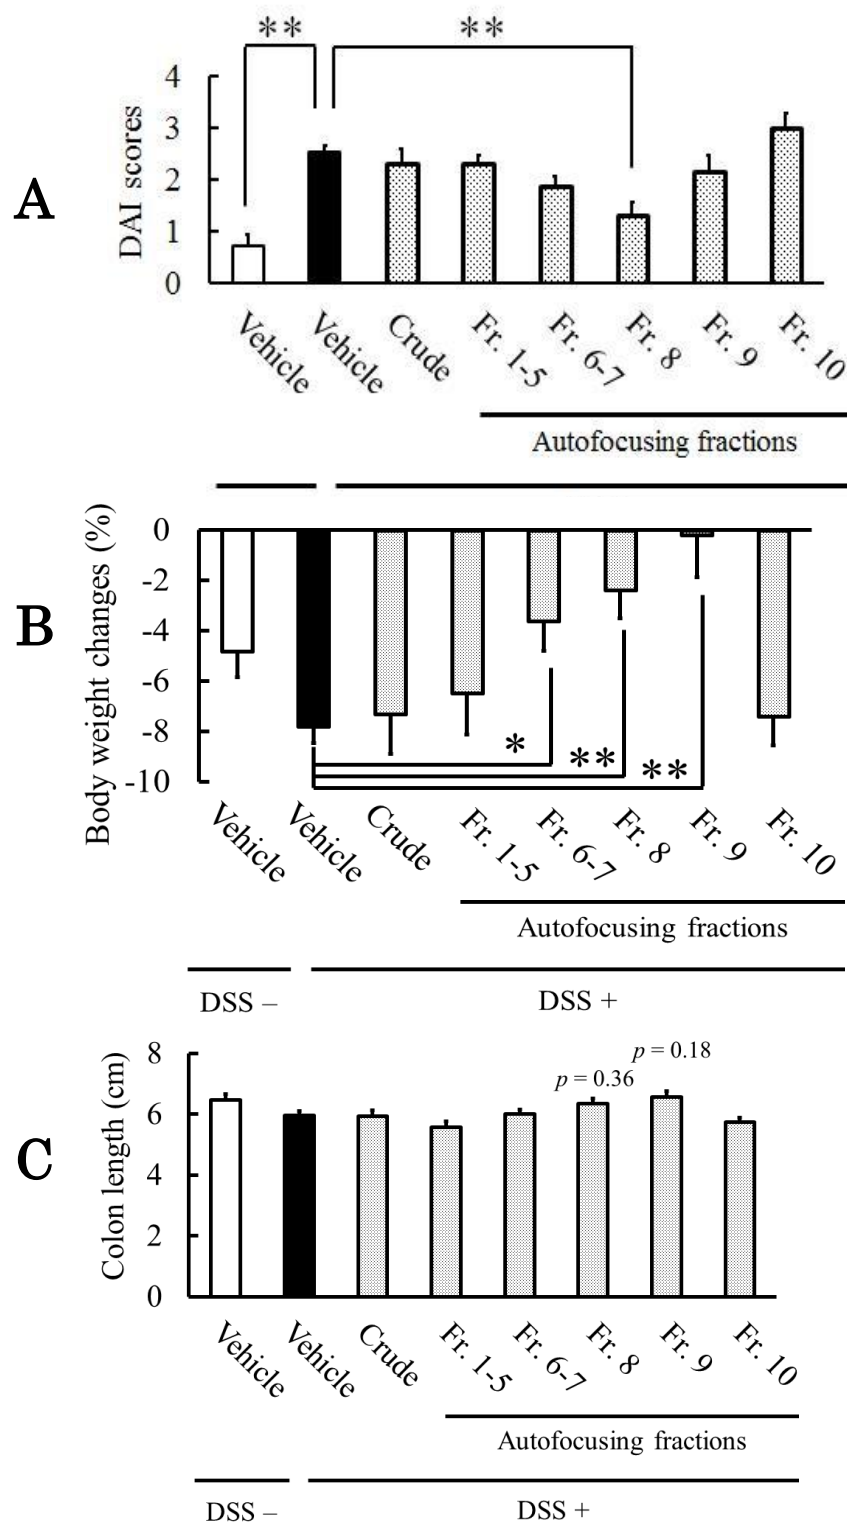 ** **
A
DAI scores
4
3
2
1
0
Vehicle Vehicle Crude Fr. 1-5 Fr. 6-7 Fr. 8 Fr. 9 Fr. 10
Autofocusing fractions
B
Body weight changes (%)
0
-2
-4
-6
-8
-10
* ** **
Vehicle Vehicle Crude Fr. 1-5 Fr. 6-7 Fr. 8 Fr. 9 Fr. 10
Autofocusing fractions
DSS – DSS +
C
Colon length (cm)
8
6
4
2
0
p = 0.36 p = 0.18
Vehicle Vehicle Crude Fr. 1-5 Fr. 6-7 Fr. 8 Fr. 9 Fr. 10
Autofocusing fractions
DSS – DSS +